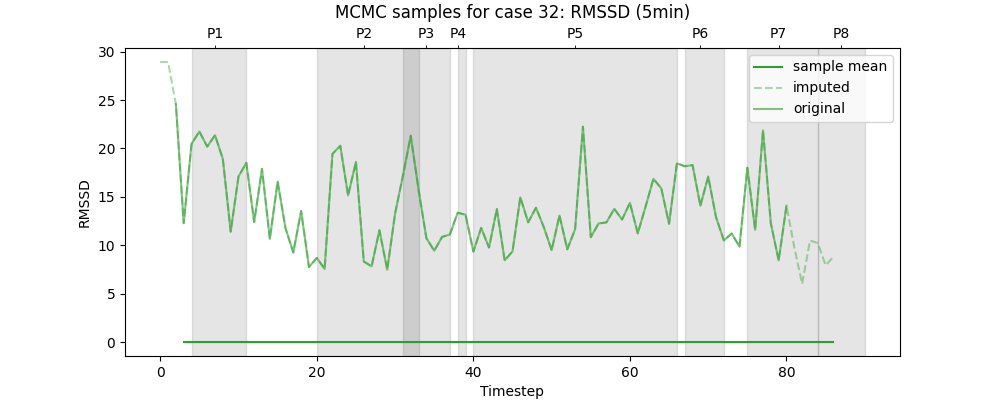 MCMC samples for case 32: RMSSD (5min)
P1 P2 P3 P4 P5 P6 P7 P8
30
25
20
15
10
5
0
RMSSD
sample mean
imputed
original
0 20 40 60 80
Timestep